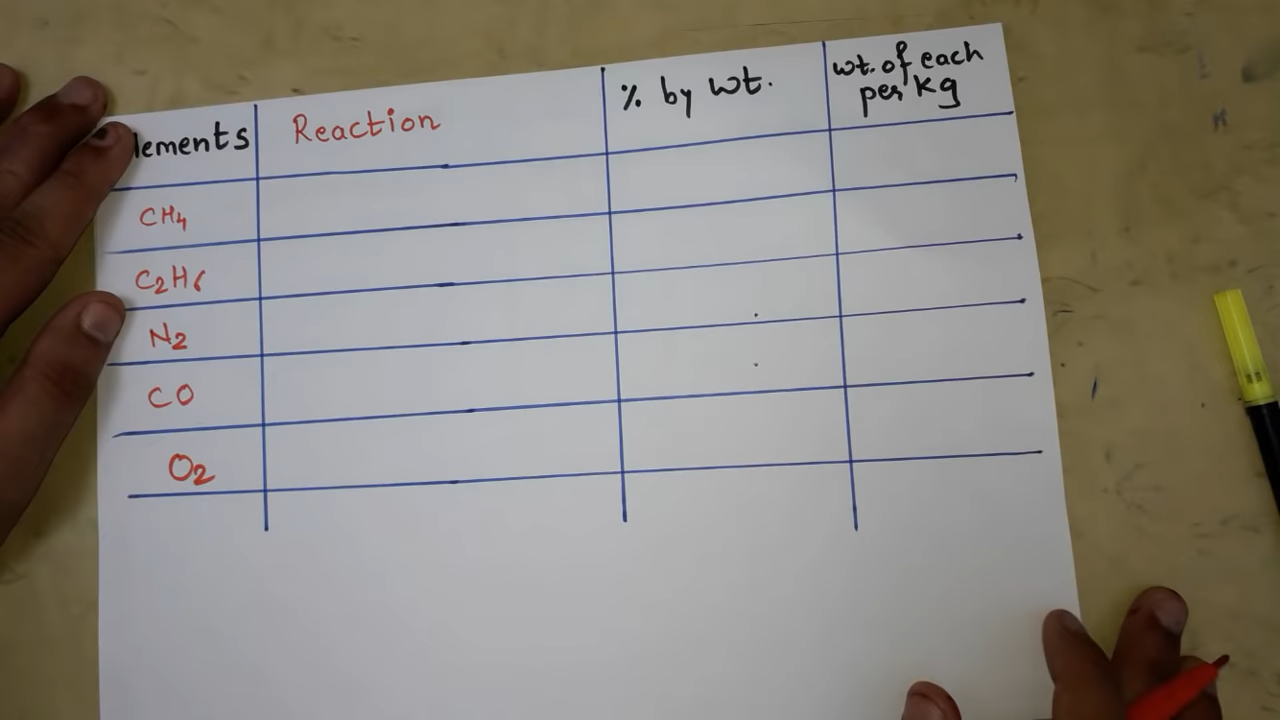 lements Reaction % by wt. wt. of each
per kg
CH4
C2H6
N2
CO
O2